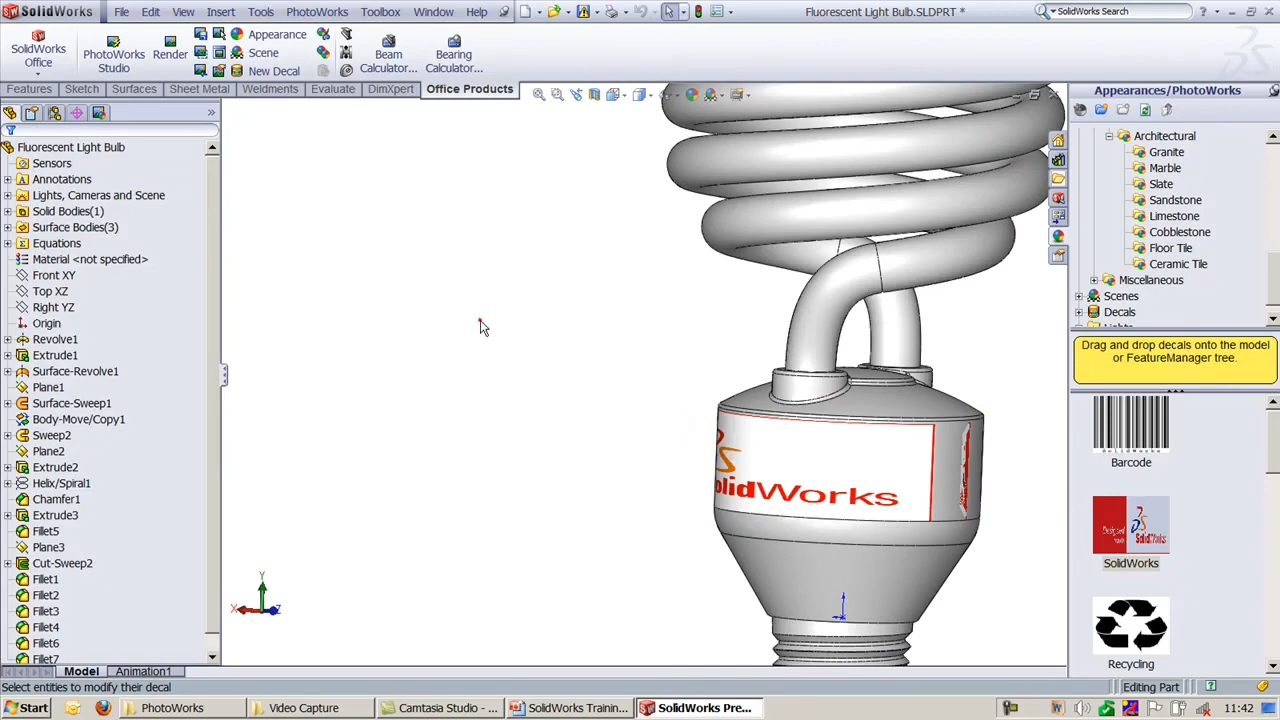 SolidWorks File Edit View Insert Tools PhotoWorks Toolbox Window Help Fluorescent Light Bulb.SLDPRT * SolidWorks Search
SolidWorks Office
PhotoWorks Studio
Render
Appearance
Scene
New Decal
Beam Calculator...
Bearing Calculator...
Features Sketch Surfaces Sheet Metal Weldments Evaluate DimXpert Office Products
Fluorescent Light Bulb
Sensors
Annotations
Lights, Cameras and Scene
Solid Bodies(1)
Surface Bodies(3)
Equations
Material <not specified>
Front XY
Top XZ
Right YZ
Origin
Revolve1
Extrude1
Surface-Revolve1
Plane1
Surface-Sweep1
Body-Move/Copy1
Sweep2
Plane2
Extrude2
Helix/Spiral1
Chamfer1
Extrude3
Fillet5
Plane3
Cut-Sweep2
Fillet1
Fillet2
Fillet3
Fillet4
Fillet6
Fillet7
Y
X Z
olidWorks
Appearances/PhotoWorks
Architectural
Granite
Marble
Slate
Sandstone
Limestone
Cobblestone
Floor Tile
Ceramic Tile
Miscellaneous
Scenes
Decals
Drag and drop decals onto the model
or FeatureManager tree.
Barcode
SolidWorks
SolidWorks
Recycling
Model Animation1
Select entities to modify their decal Editing Part
Start PhotoWorks Video Capture Camtasia Studio - ... SolidWorks Trainin... SolidWorks Pre... 11:42